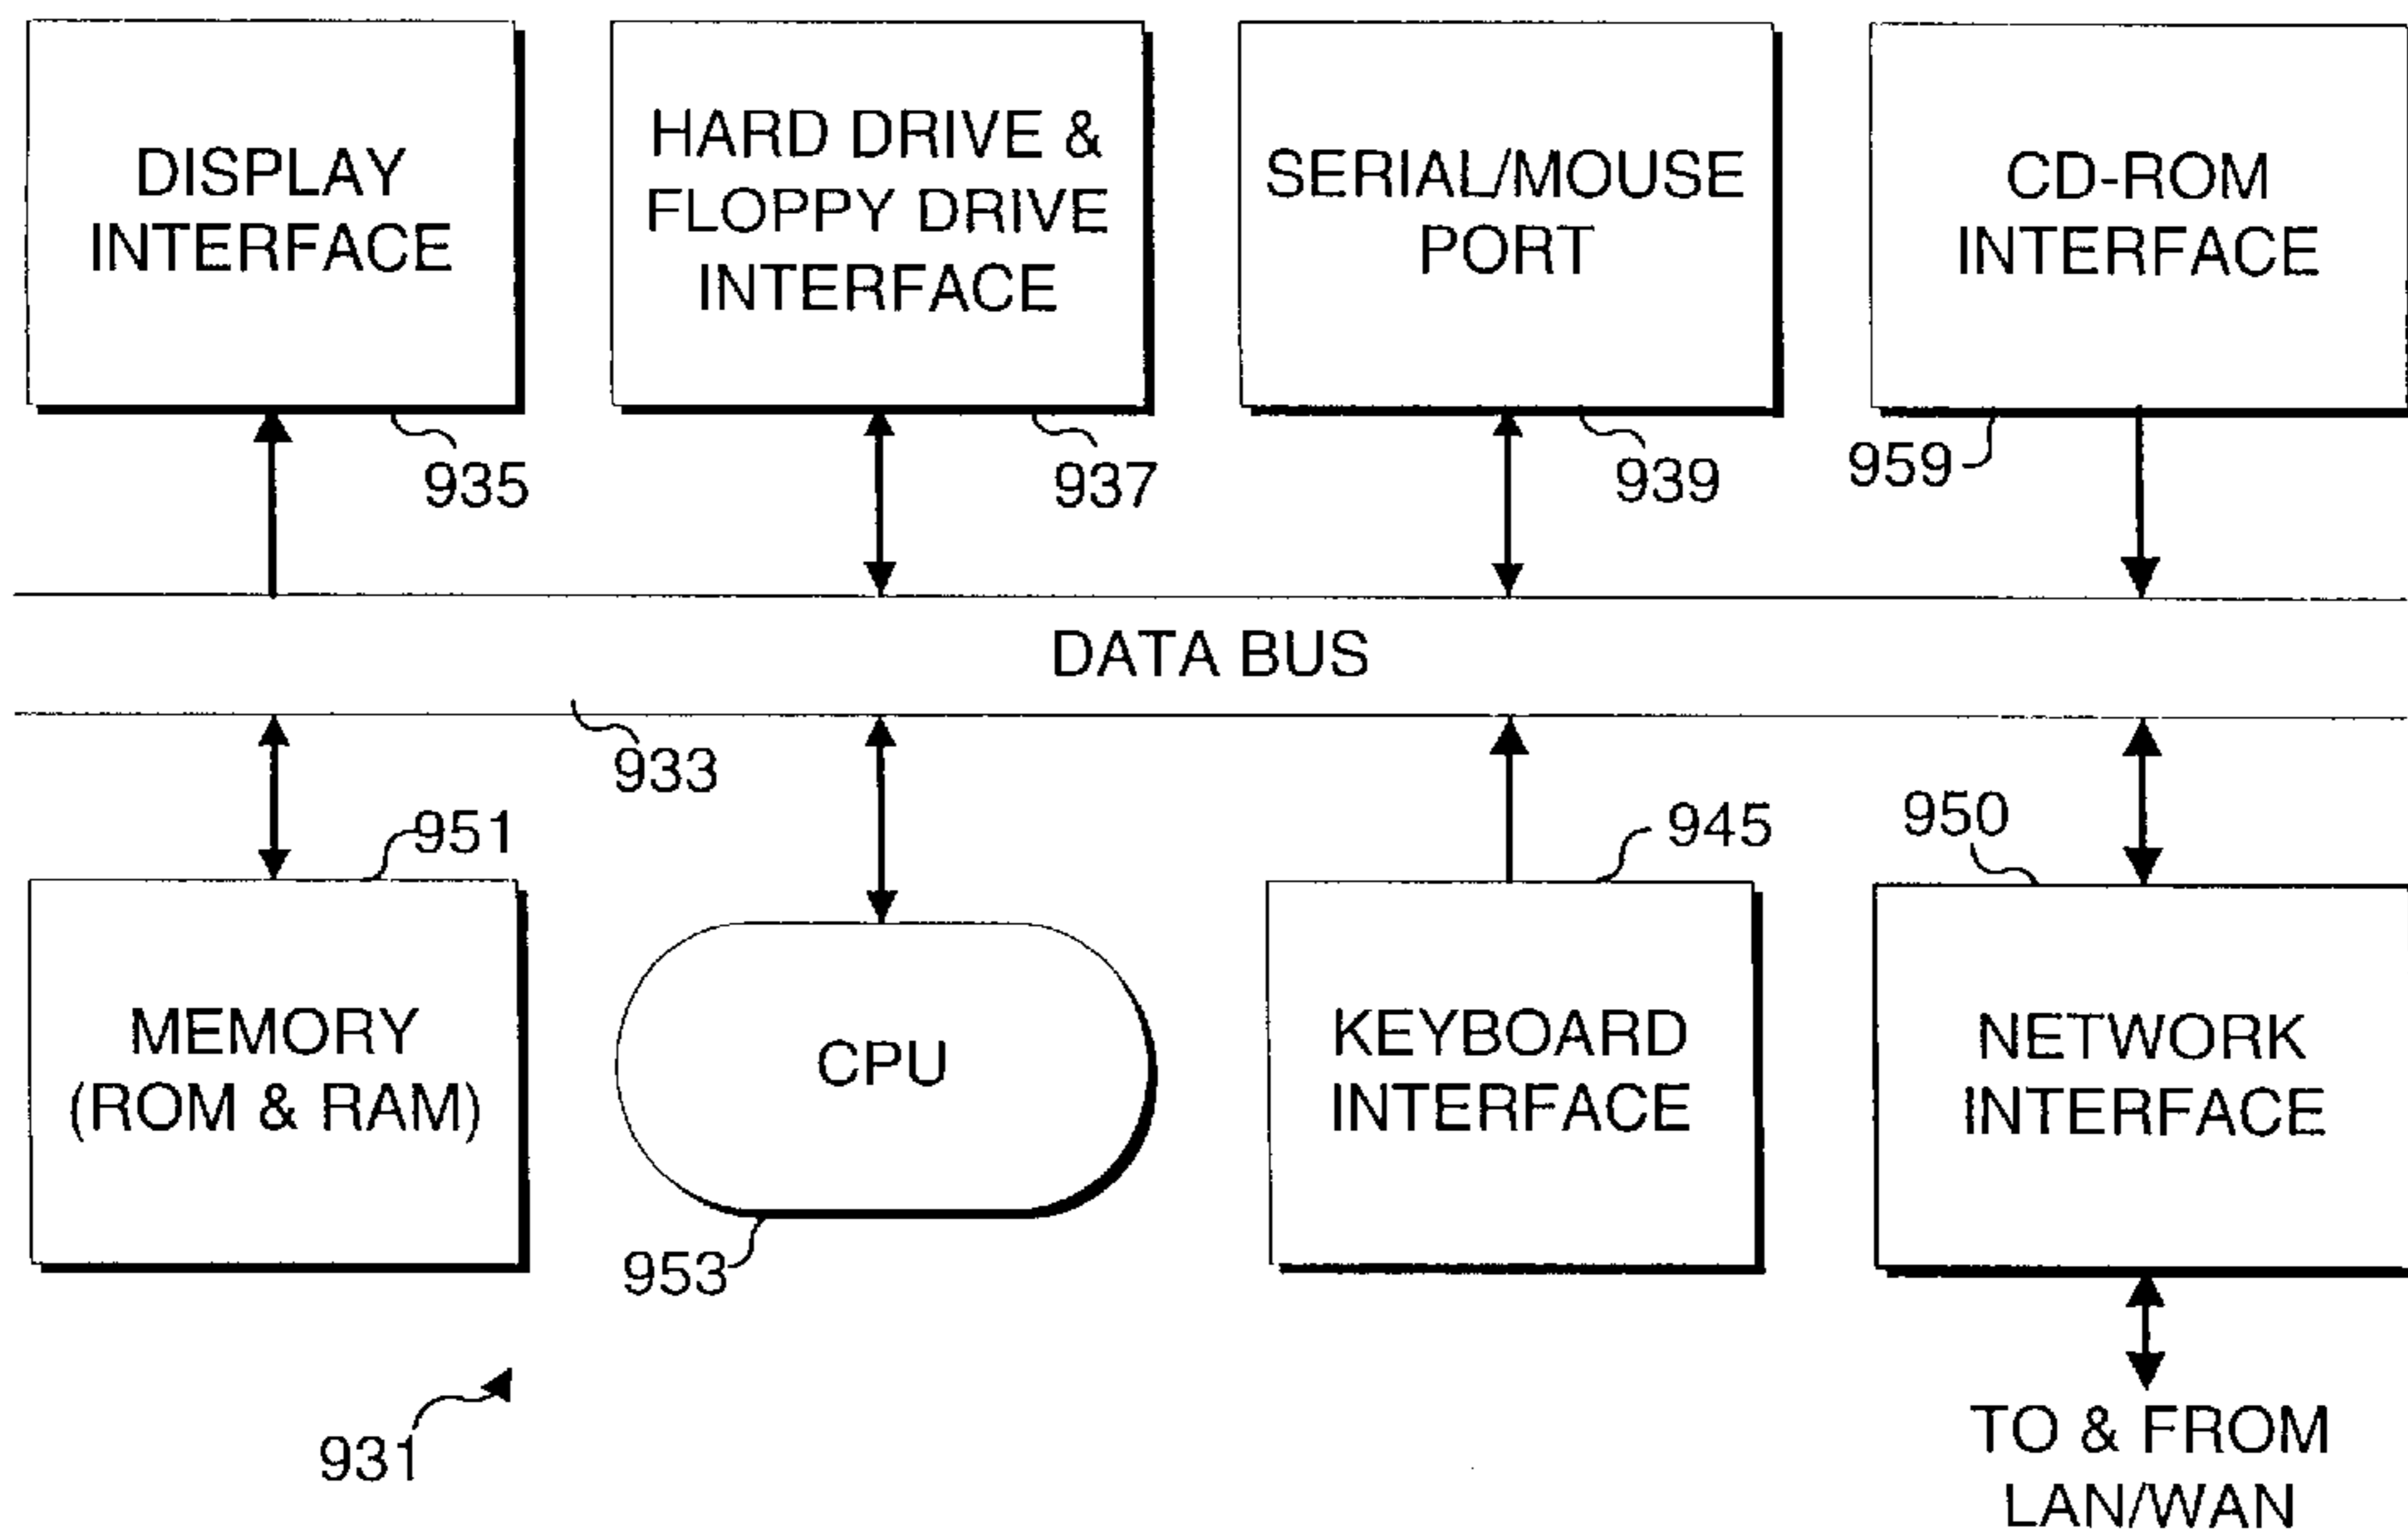 DISPLAY
INTERFACE
935
HARD DRIVE &
FLOPPY DRIVE
INTERFACE
937
SERIAL/MOUSE
PORT
939
CD-ROM
INTERFACE
959
DATA BUS
933
951
MEMORY
(ROM & RAM)
CPU
953
945
KEYBOARD
INTERFACE
950
NETWORK
INTERFACE
931
TO & FROM
LAN/WAN